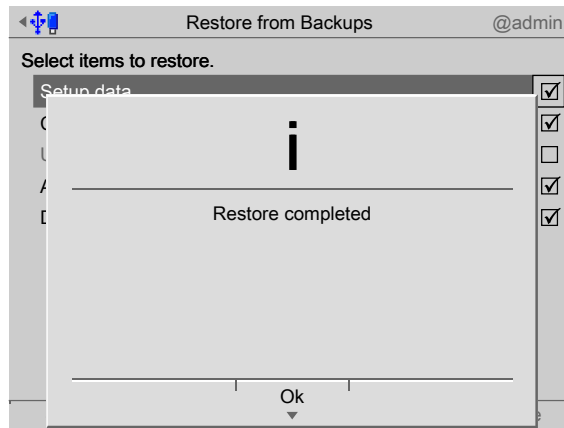 Restore from Backups @admin
Select items to restore.
Setup data
i
Restore completed
Ok